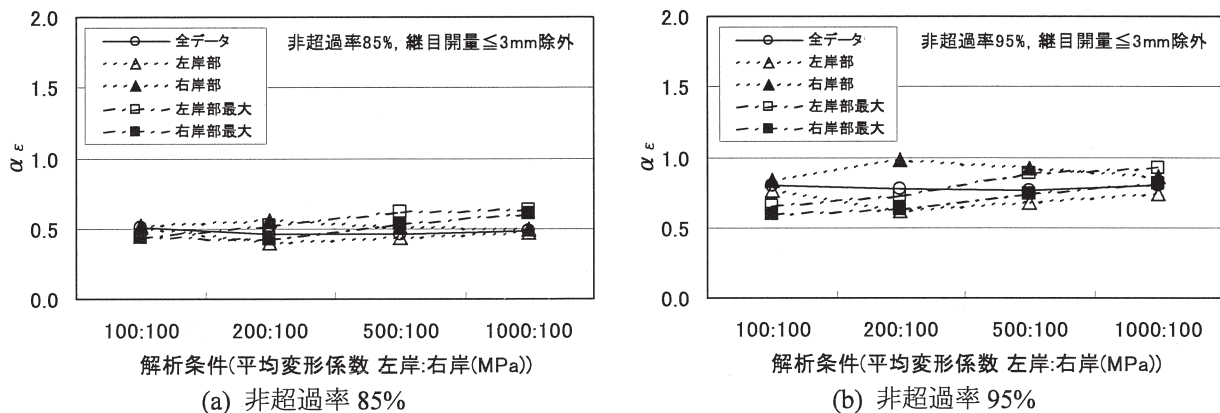 2.0
1.5
1.0
0.5
0.0
α ε
全データ
左岸部
右岸部
左岸部最大
右岸部最大
非超過率85%, 継目開量≦3mm除外
100:100 200:100 500:100 1000:100
解析条件(平均変形係数 左岸:右岸(MPa))
(a) 非超過率 85%
2.0
1.5
1.0
0.5
0.0
α ε
全データ
左岸部
右岸部
左岸部最大
右岸部最大
非超過率95%, 継目開量≦3mm除外
100:100 200:100 500:100 1000:100
解析条件(平均変形係数 左岸:右岸(MPa))
(b) 非超過率 95%